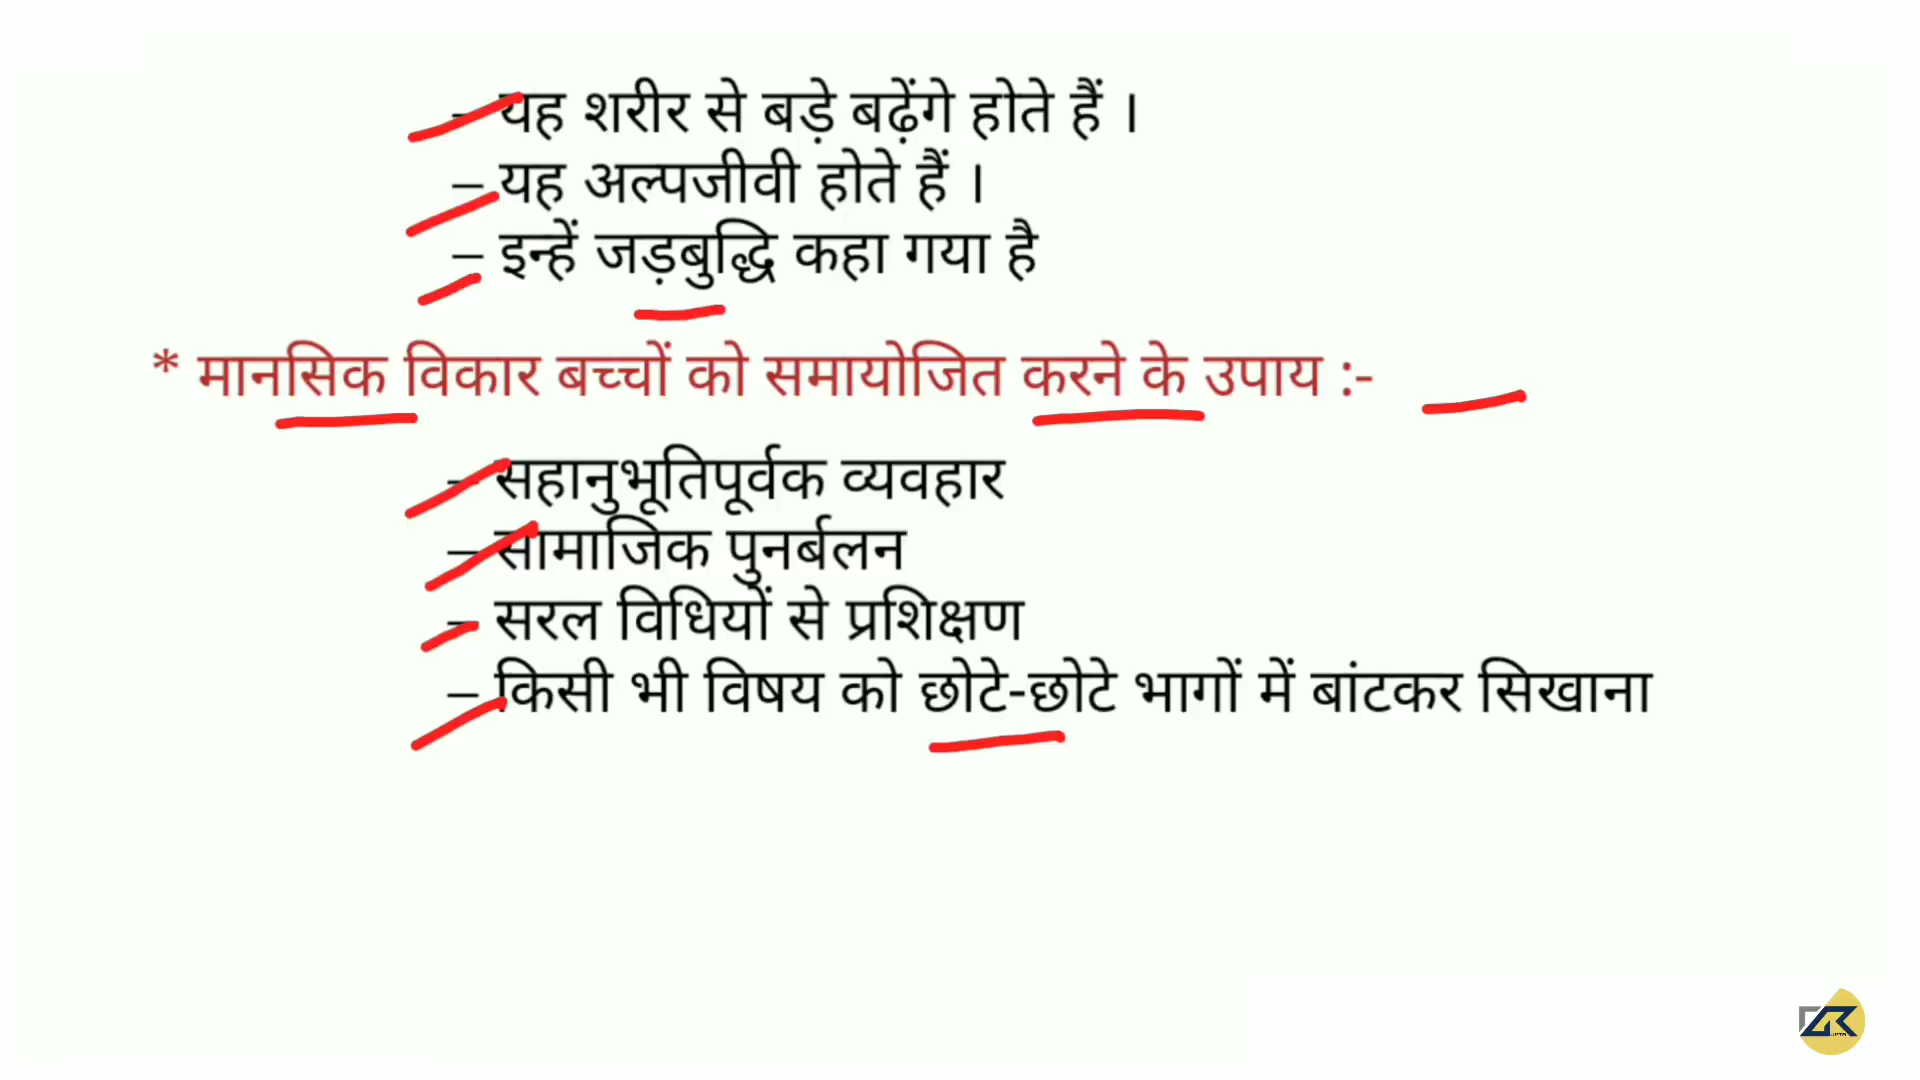 – यह शरीर से बड़े बढ़ेंगे होते हैं ।
– यह अल्पजीवी होते हैं ।
– इन्हें जड़बुद्धि कहा गया है
* मानसिक विकार बच्चों को समायोजित करने के उपाय :-
– सहानुभूतिपूर्वक व्यवहार
– सामाजिक पुनर्बलन
– सरल विधियों से प्रशिक्षण
– किसी भी विषय को छोटे-छोटे भागों में बांटकर सिखाना